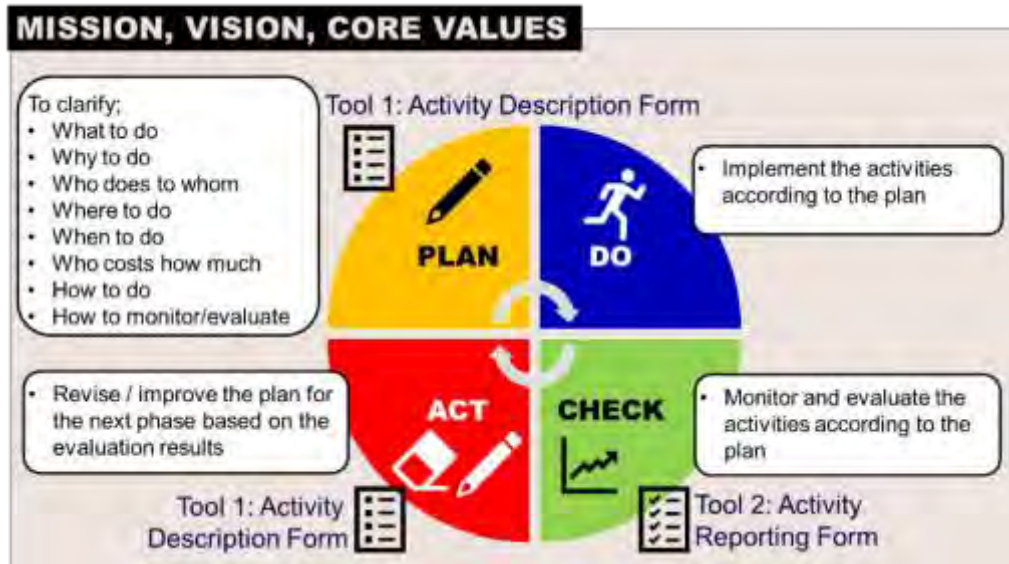 MISSION, VISION, CORE VALUES
To clarify;
• What to do
• Why to do
• Who does to whom
• Where to do
• When to do
• Who costs how much
• How to do
• How to monitor/evaluate
Tool 1: Activity Description Form
PLAN
DO
• Implement the activities
according to the plan
• Revise / improve the plan for
the next phase based on the
evaluation results
ACT
CHECK
• Monitor and evaluate the
activities according to the
plan
Tool 1: Activity
Description Form
Tool 2: Activity
Reporting Form